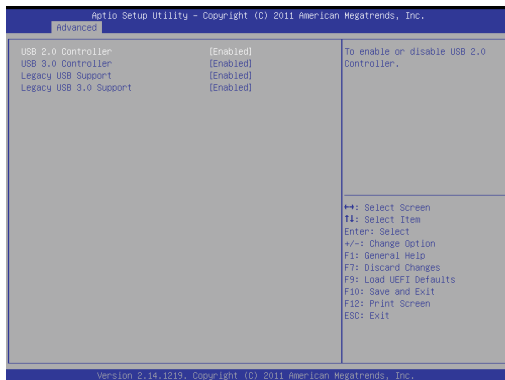 Aptio Setup Utility – Copyright (C) 2011 American Megatrends, Inc.
Advanced
USB 2.0 Controller [Enabled]
USB 3.0 Controller [Enabled]
Legacy USB Support [Enabled]
Legacy USB 3.0 Support [Enabled]
To enable or disable USB 2.0
Controller.
↔: Select Screen
↑↓: Select Item
Enter: Select
+/-: Change Option
F1: General Help
F7: Discard Changes
F9: Load UEFI Defaults
F10: Save and Exit
F12: Print Screen
ESC: Exit
Version 2.14.1219. Copyright (C) 2011 American Megatrends, Inc.